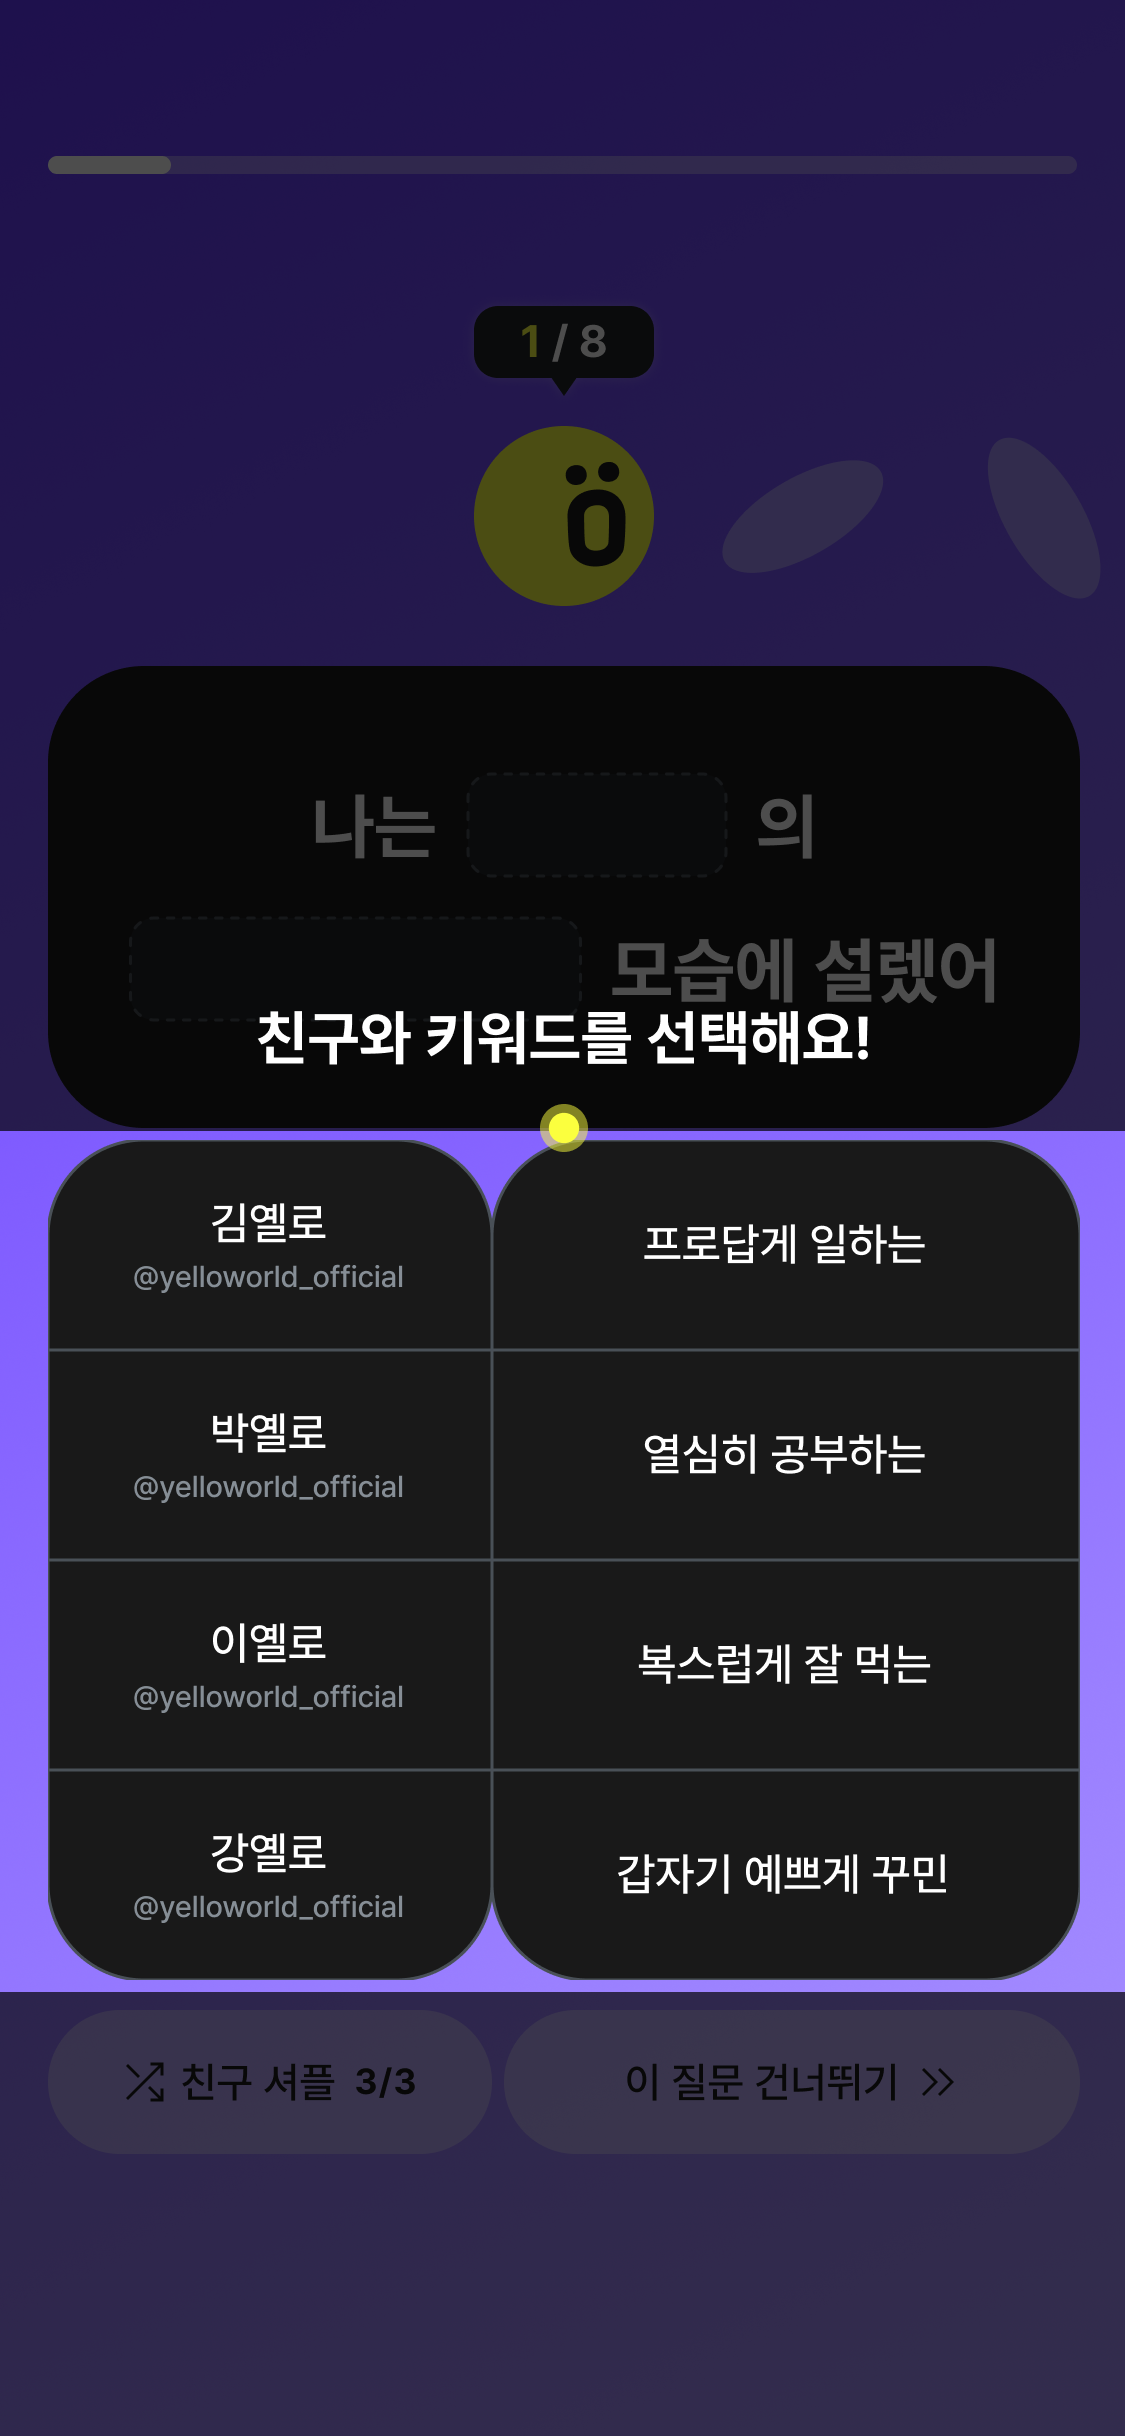 1 / 8
ö
나는 의
모습에 설렜어
친구와 키워드를 선택해요!
김옐로
@yelloworld_official
프로답게 일하는
박옐로
@yelloworld_official
열심히 공부하는
이옐로
@yelloworld_official
복스럽게 잘 먹는
강옐로
@yelloworld_official
갑자기 예쁘게 꾸민
친구 셔플 3/3
이 질문 건너뛰기